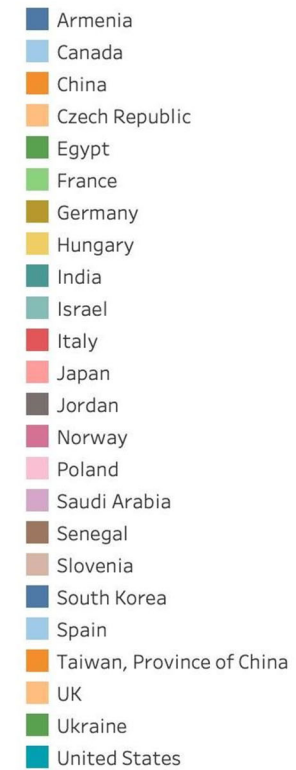 Armenia
Canada
China
Czech Republic
Egypt
France
Germany
Hungary
India
Israel
Italy
Japan
Jordan
Norway
Poland
Saudi Arabia
Senegal
Slovenia
South Korea
Spain
Taiwan, Province of China
UK
Ukraine
United States